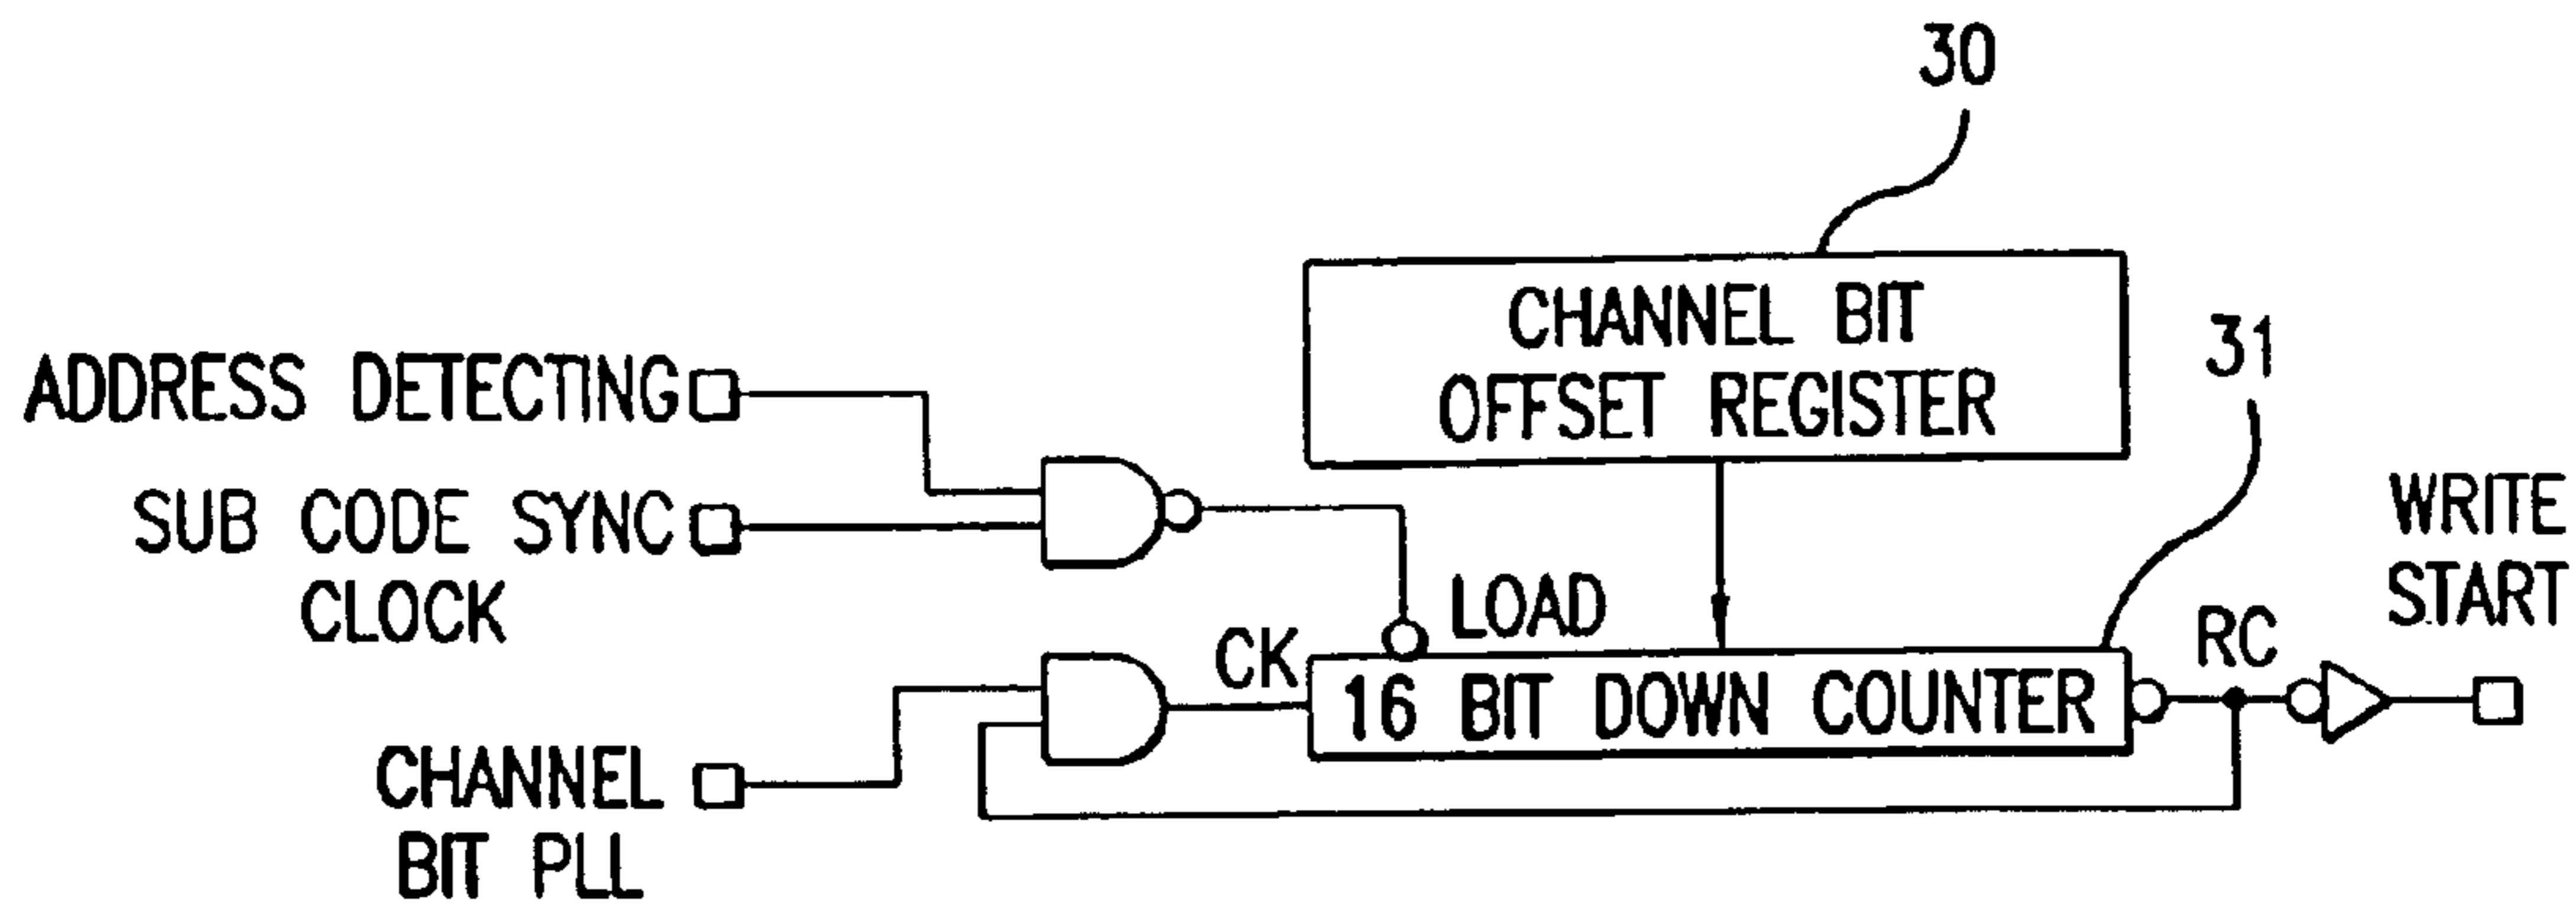 30
CHANNEL BIT
OFFSET REGISTER
31
ADDRESS DETECTING
SUB CODE SYNC
CLOCK
LOAD
CK
16 BIT DOWN COUNTER
RC
WRITE
START
CHANNEL
BIT PLL